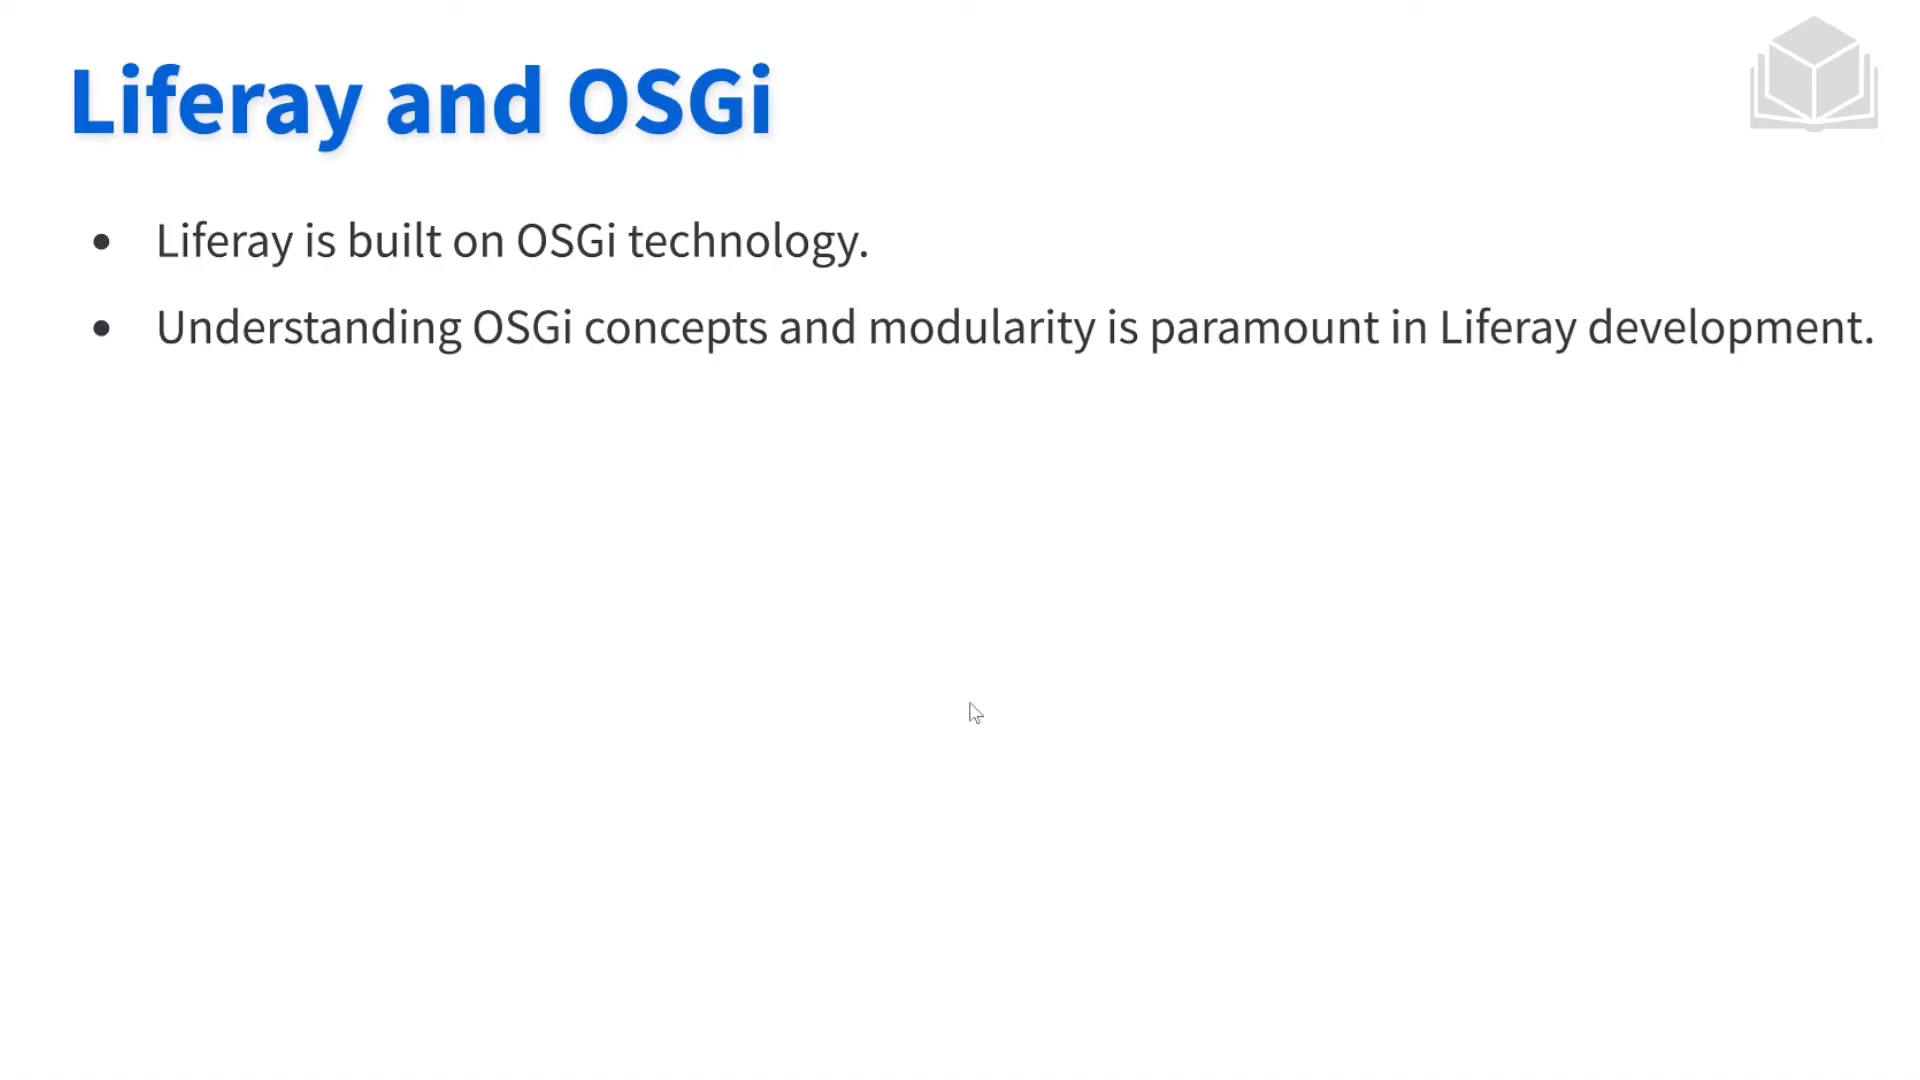 Liferay and OSGi
• Liferay is built on OSGi technology.
• Understanding OSGi concepts and modularity is paramount in Liferay development.